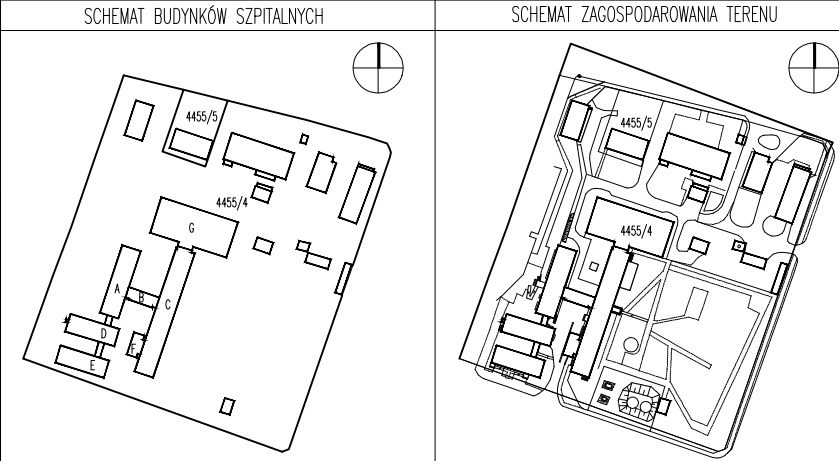 SCHEMAT BUDYNKÓW SZPITALNYCH
SCHEMAT ZAGOSPODAROWANIA TERENU
4455/5
4455/4
G
A
B
C
D
F
E
4455/5
4455/4